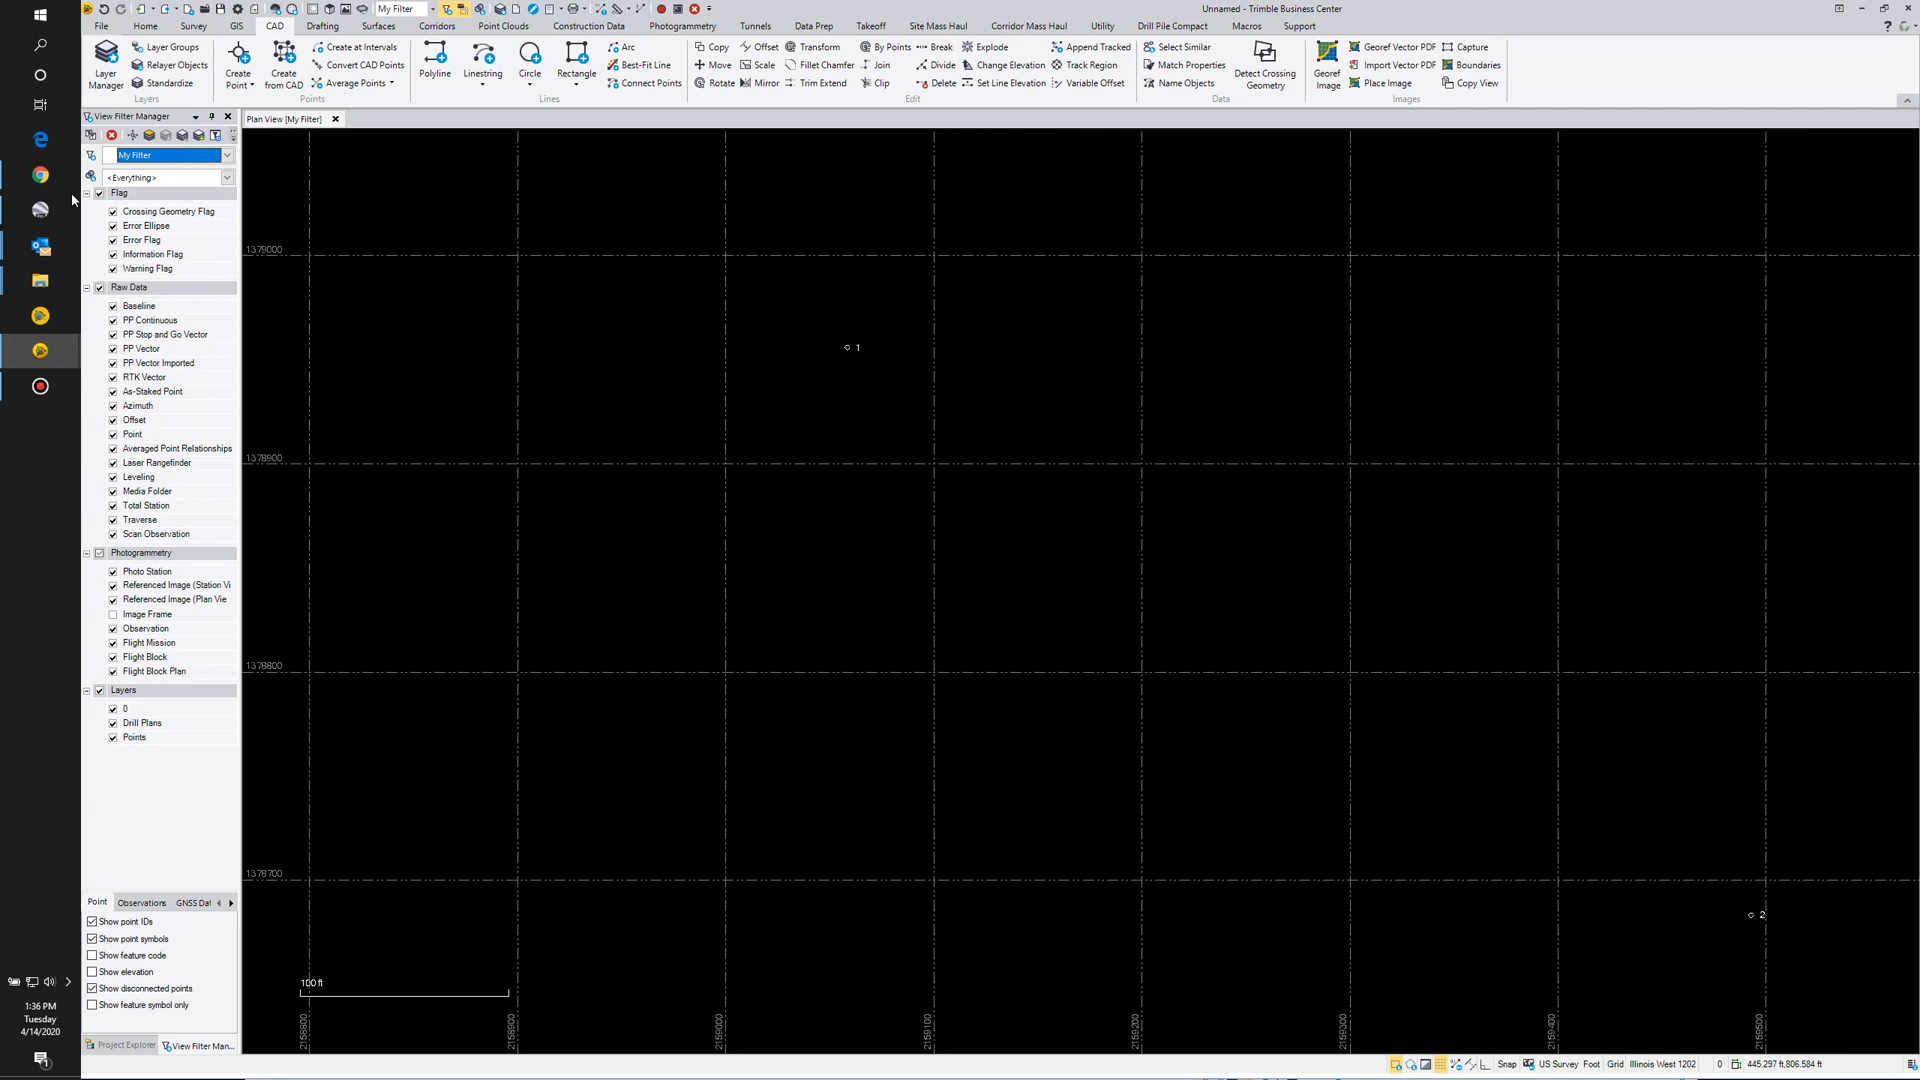 My Filter
Unnamed - Trimble Business Center
File Home Survey GIS CAD Drafting Surfaces Corridors Point Clouds Construction Data Photogrammetry Tunnels Data Prep Takeoff Site Mass Haul Corridor Mass Haul Utility Drill Pile Compact Macros Support
Layer Manager
Layer Groups
Relayer Objects
Standardize
Layers
Create Point
Create from CAD
Create at Intervals
Convert CAD Points
Average Points
Points
Polyline
Linestring
Circle
Rectangle
Arc
Best-Fit Line
Connect Points
Lines
Copy Offset Transform By Points Break Explode Append Tracked
Move Scale Fillet Chamfer Join Divide Change Elevation Track Region
Rotate Mirror Trim Extend Clip Delete Set Line Elevation Variable Offset
Edit
Select Similar
Match Properties
Name Objects
Detect Crossing Geometry
Data
Georef Image
Georef Vector PDF Capture
Import Vector PDF Boundaries
Place Image Copy View
Images
View Filter Manager
Plan View [My Filter]
My Filter
<Everything>
Flag
Crossing Geometry Flag
Error Ellipse
Error Flag
Information Flag
Warning Flag
Raw Data
Baseline
PP Continuous
PP Stop and Go Vector
PP Vector
PP Vector Imported
RTK Vector
As-Staked Point
Azimuth
Offset
Point
Averaged Point Relationships
Laser Rangefinder
Leveling
Media Folder
Total Station
Traverse
Scan Observation
Photogrammetry
Photo Station
Referenced Image (Station Vi
Referenced Image (Plan Vie
Image Frame
Observation
Flight Mission
Flight Block
Flight Block Plan
Layers
0
Drill Plans
Points
Point Observations GNSS Dat
Show point IDs
Show point symbols
Show feature code
Show elevation
Show disconnected points
Show feature symbol only
Project Explorer View Filter Man...
1379000
1
1378900
1378800
1378700
2
100 ft
2158800 2158900 2159000 2159100 2159200 2159300 2159400 2159500
Snap US Survey Foot Grid Illinois West 1202 0 445.297 ft,806.584 ft
1:36 PM
Tuesday
4/14/2020
1